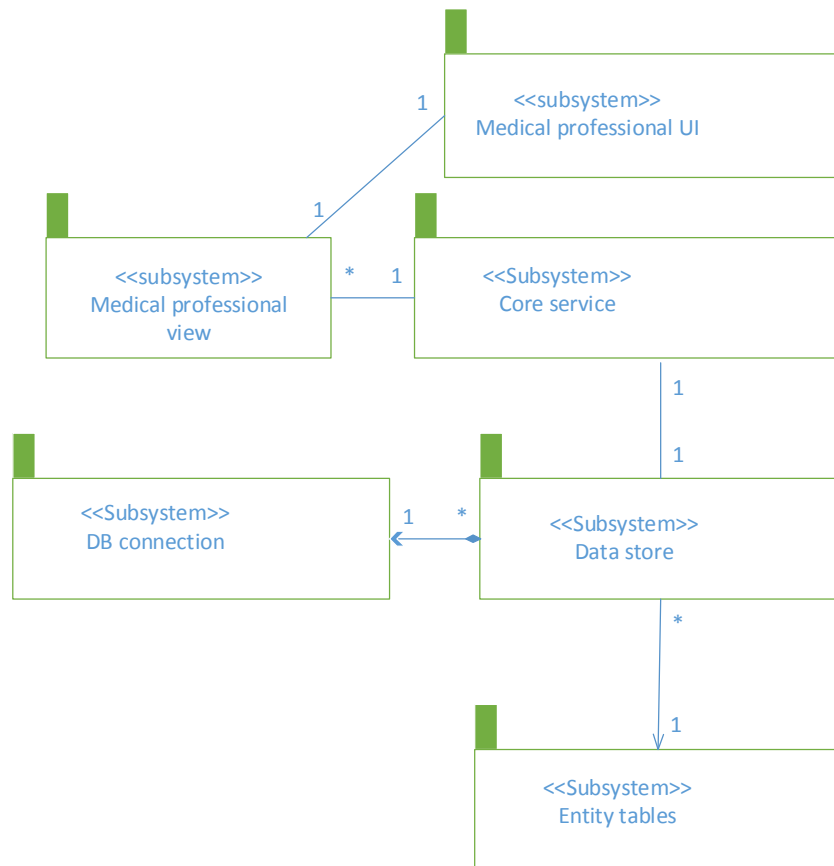 <<subsystem>>
Medical professional UI
1
1
<<subsystem>>
Medical professional
view
*
1
<<Subsystem>>
Core service
1
1
<<Subsystem>>
DB connection
1
*
<<Subsystem>>
Data store
*
1
<<Subsystem>>
Entity tables